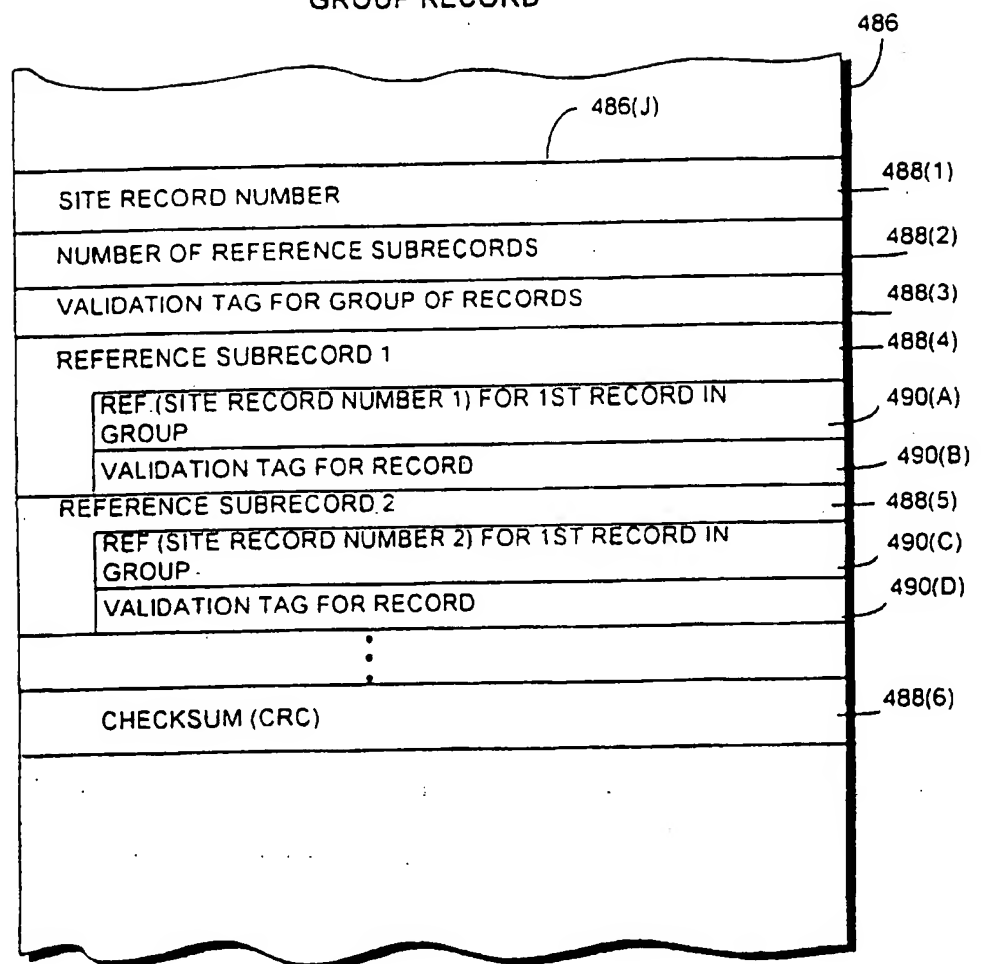 GROUP RECORD
486
486(J)
SITE RECORD NUMBER 488(1)
NUMBER OF REFERENCE SUBRECORDS 488(2)
VALIDATION TAG FOR GROUP OF RECORDS 488(3)
REFERENCE SUBRECORD 1 488(4)
REF.(SITE RECORD NUMBER 1) FOR 1ST RECORD IN 490(A)
GROUP
VALIDATION TAG FOR RECORD 490(B)
REFERENCE SUBRECORD.2 488(5)
REF (SITE RECORD NUMBER 2) FOR 1ST RECORD IN 490(C)
GROUP
VALIDATION TAG FOR RECORD 490(D)
CHECKSUM (CRC) 488(6)